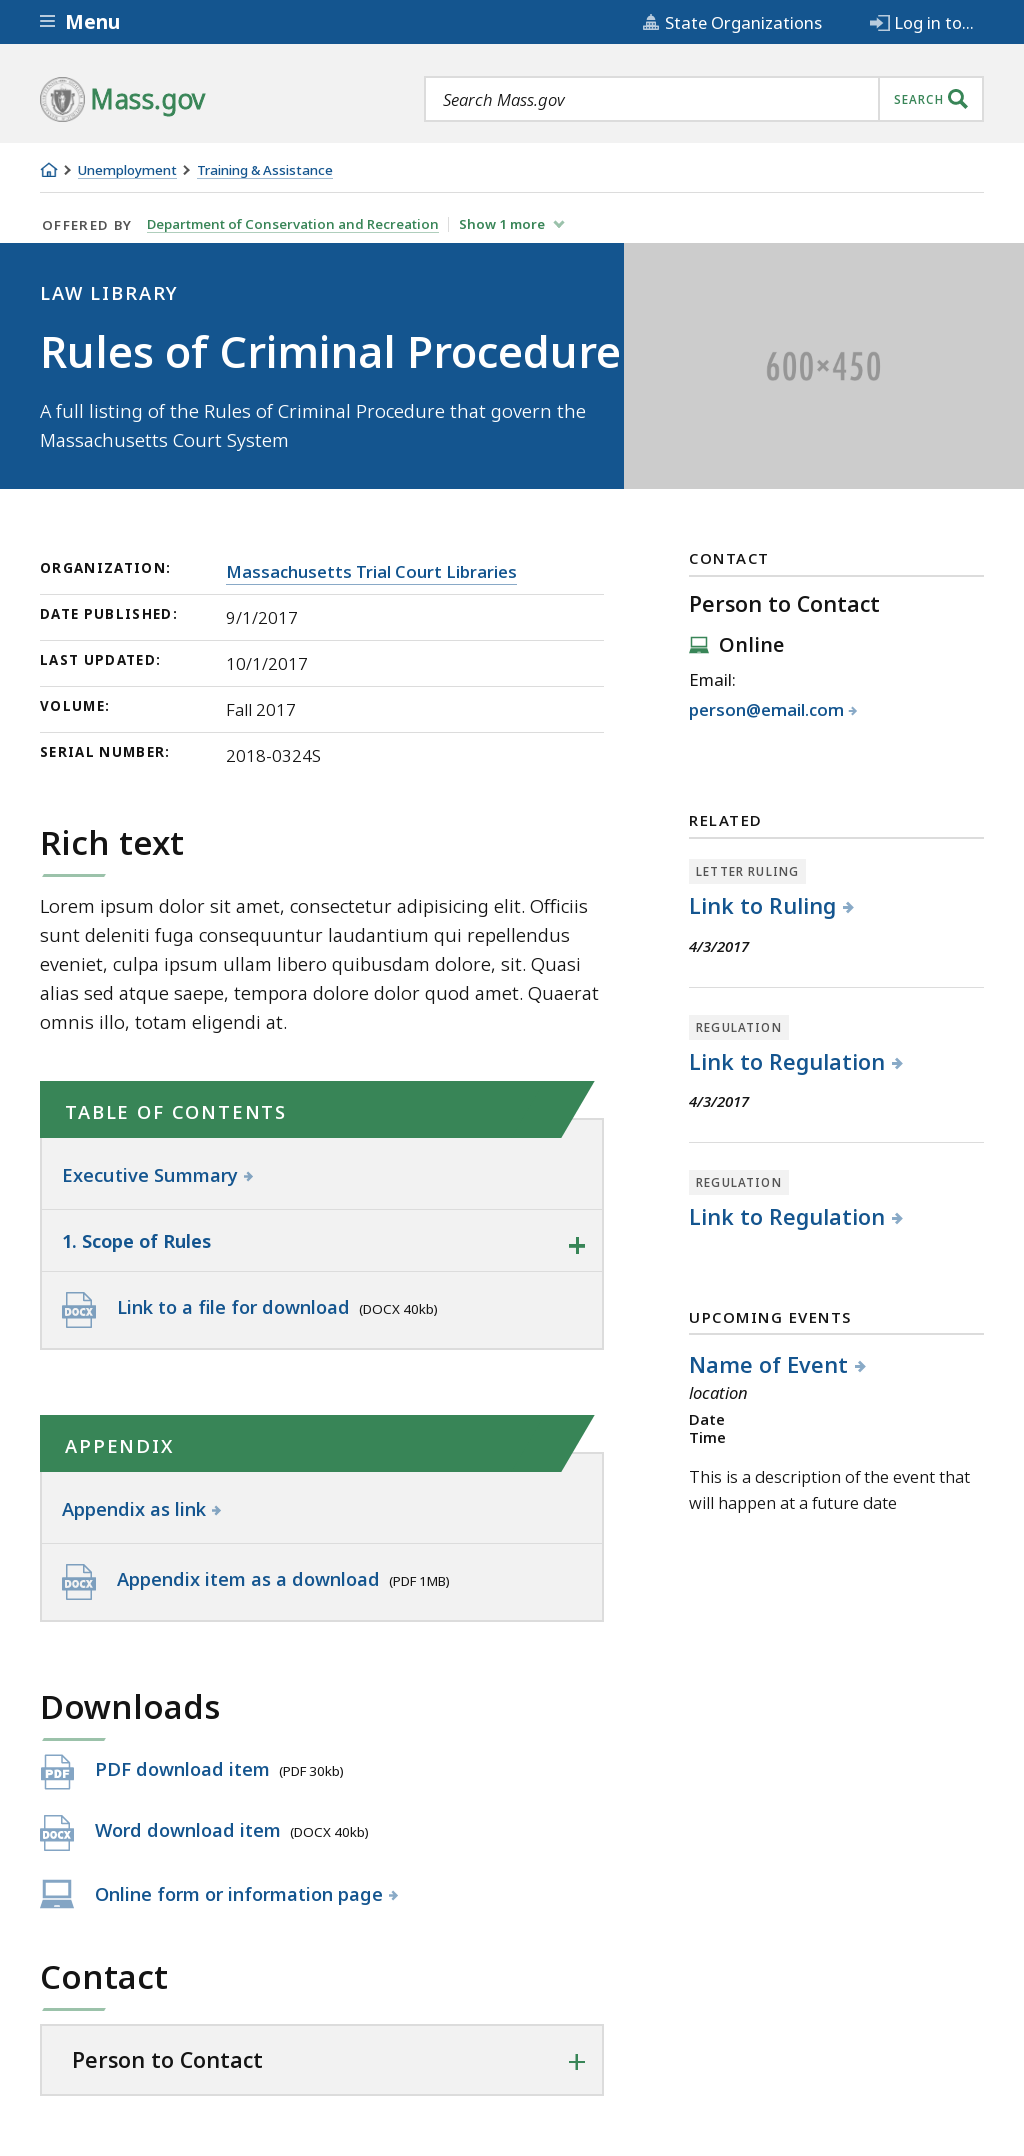 Menu
State Organizations
Log in to...
Mass.gov
Search Mass.gov
SEARCH
Unemployment
Training & Assistance
OFFERED BY Department of Conservation and Recreation Show 1 more
LAW LIBRARY
Rules of Criminal Procedure
A full listing of the Rules of Criminal Procedure that govern the
Massachusetts Court System
600×450
ORGANIZATION: Massachusetts Trial Court Libraries
DATE PUBLISHED: 9/1/2017
LAST UPDATED: 10/1/2017
VOLUME: Fall 2017
SERIAL NUMBER: 2018-0324S
Rich text
Lorem ipsum dolor sit amet, consectetur adipisicing elit. Officiis
sunt deleniti fuga consequuntur laudantium qui repellendus
eveniet, culpa ipsum ullam libero quibusdam dolore, sit. Quasi
alias sed atque saepe, tempora dolore dolor quod amet. Quaerat
omnis illo, totam eligendi at.
TABLE OF CONTENTS
Executive Summary
1. Scope of Rules
DOCX Link to a file for download (DOCX 40kb)
APPENDIX
Appendix as link
DOCX Appendix item as a download (PDF 1MB)
Downloads
PDF PDF download item (PDF 30kb)
DOCX Word download item (DOCX 40kb)
Online form or information page
Contact
Person to Contact
CONTACT
Person to Contact
Online
Email:
person@email.com
RELATED
LETTER RULING
Link to Ruling
4/3/2017
REGULATION
Link to Regulation
4/3/2017
REGULATION
Link to Regulation
UPCOMING EVENTS
Name of Event
location
Date
Time
This is a description of the event that
will happen at a future date